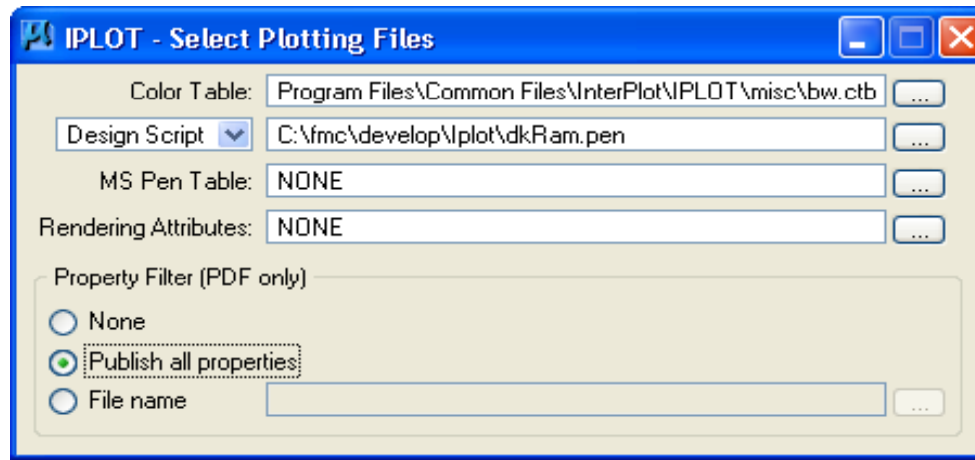 IPLOT - Select Plotting Files
Color Table: Program Files\Common Files\InterPlot\IPLOT\misc\bw.ctb ...
Design Script C:\fmc\develop\Iplot\dkRam.pen ...
MS Pen Table: NONE ...
Rendering Attributes: NONE ...
Property Filter (PDF only)
None
Publish all properties
File name ...